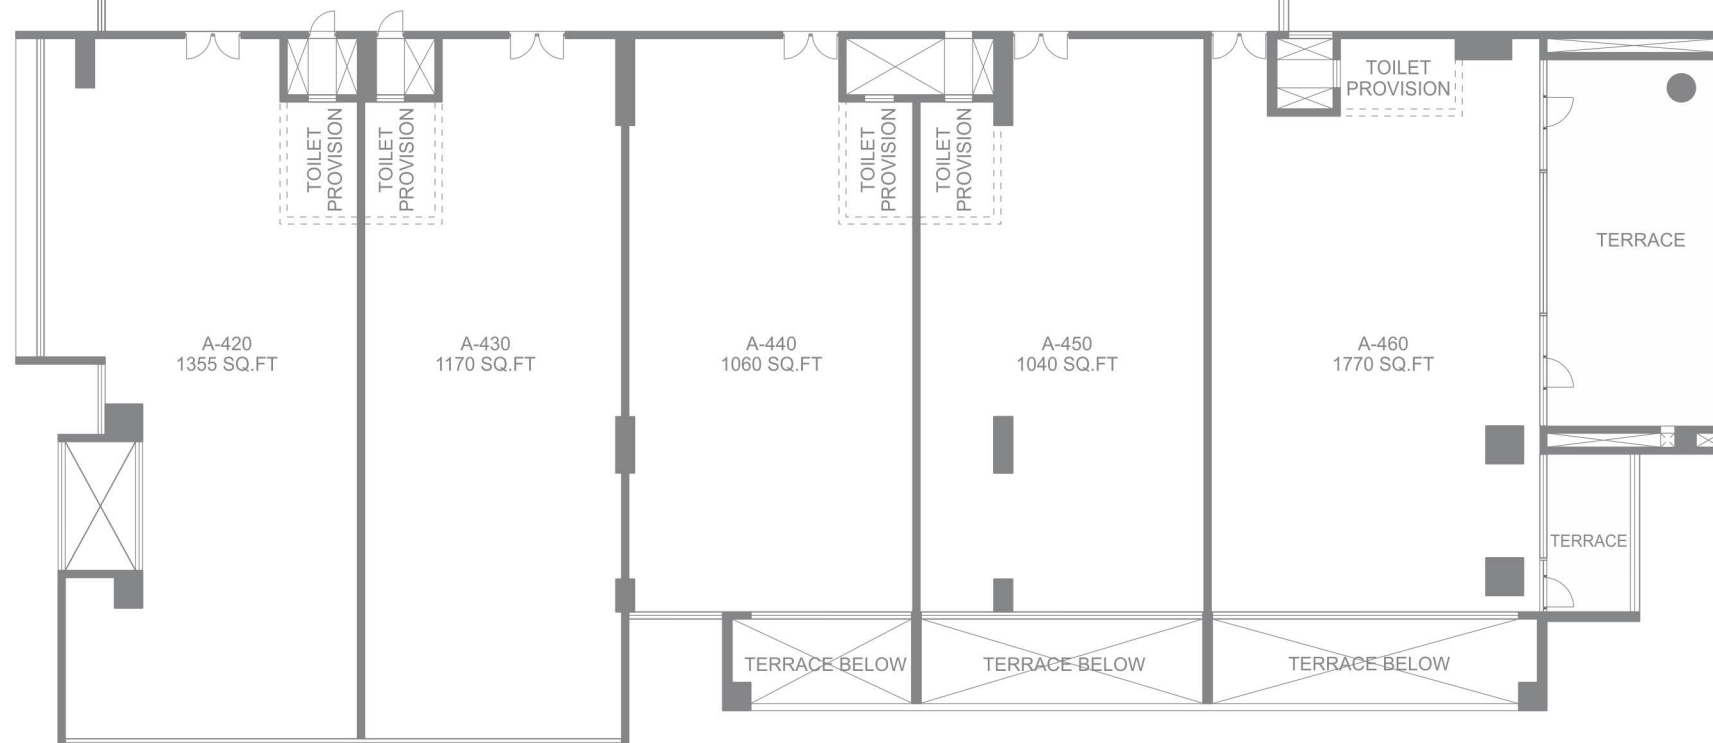 TOILET
PROVISION
TOILET
PROVISION
TOILET
PROVISION
TOILET
PROVISION
TOILET
PROVISION
TERRACE
A-420
1355 SQ.FT
A-430
1170 SQ.FT
A-440
1060 SQ.FT
A-450
1040 SQ.FT
A-460
1770 SQ.FT
TERRACE
TERRACE BELOW
TERRACE BELOW
TERRACE BELOW